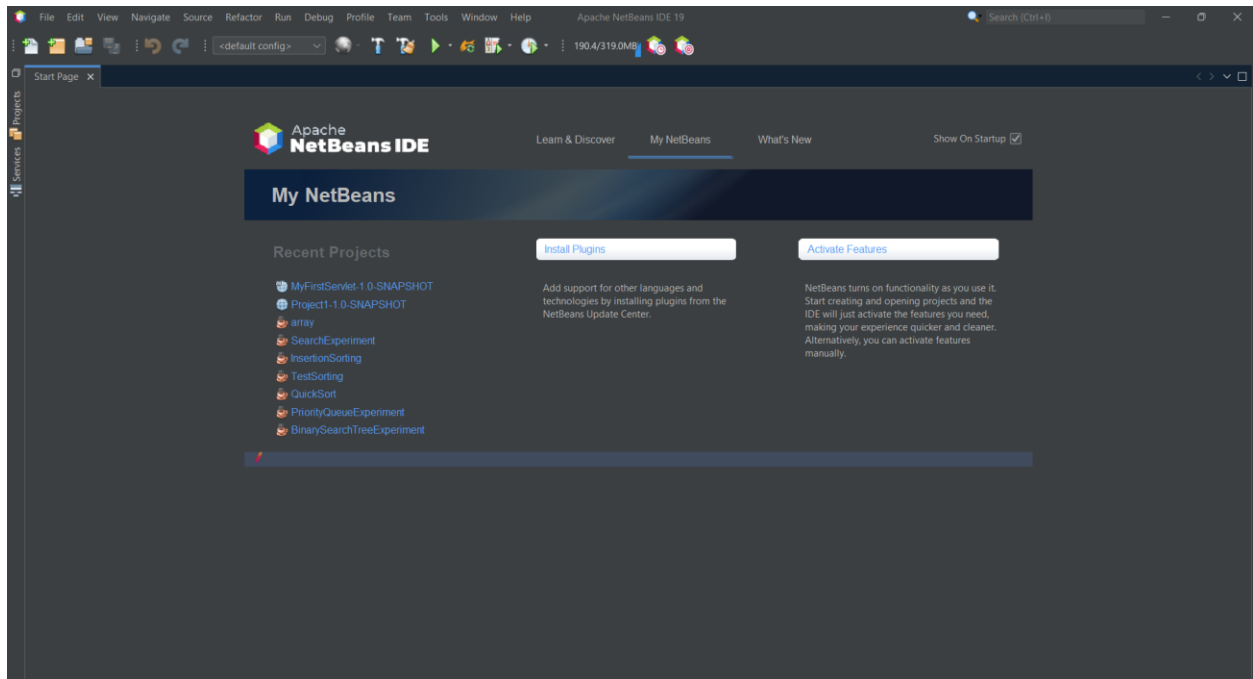 File Edit View Navigate Source Refactor Run Debug Profile Team Tools Window Help Apache NetBeans IDE 19 Search (Ctrl+I)
<default config> 190.4/319.0MB
Start Page
Projects
Services
Apache
NetBeans IDE
Learn & Discover My NetBeans What's New Show On Startup
My NetBeans
Recent Projects
MyFirstServlet-1.0-SNAPSHOT
Project1-1.0-SNAPSHOT
array
SearchExperiment
InsertionSorting
TestSorting
QuickSort
PriorityQueueExperiment
BinarySearchTreeExperiment
Install Plugins
Add support for other languages and
technologies by installing plugins from the
NetBeans Update Center.
Activate Features
NetBeans turns on functionality as you use it.
Start creating and opening projects and the
IDE will just activate the features you need,
making your experience quicker and cleaner.
Alternatively, you can activate features
manually.